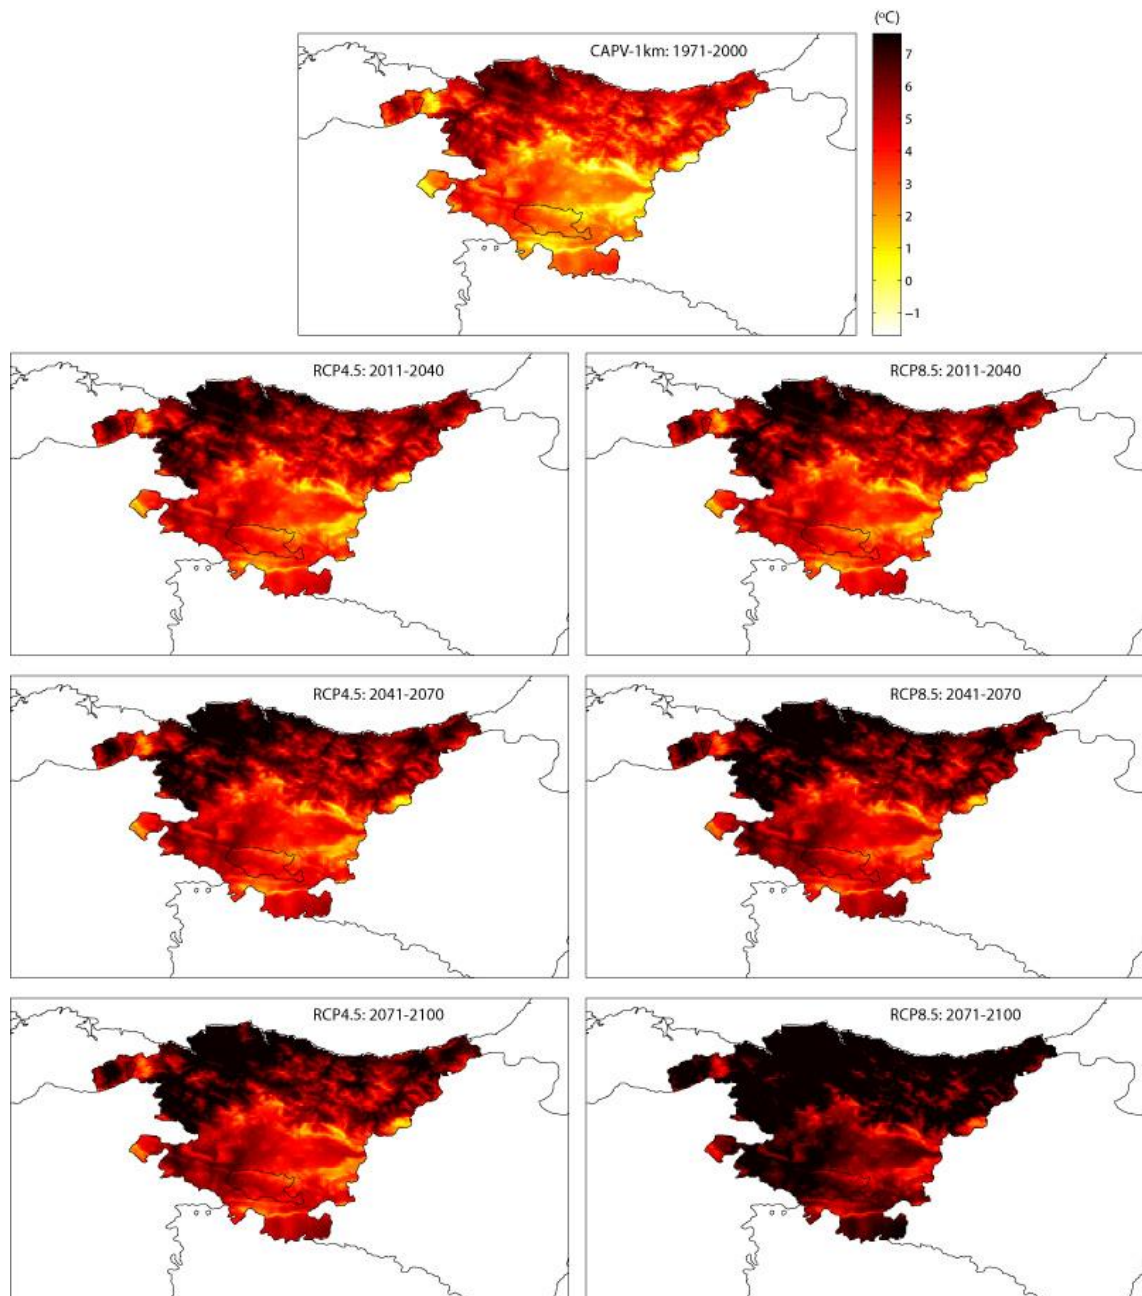 (°C)
CAPV-1km: 1971-2000
7
6
5
4
3
2
1
0
−1
RCP4.5: 2011-2040
RCP8.5: 2011-2040
RCP4.5: 2041-2070
RCP8.5: 2041-2070
RCP4.5: 2071-2100
RCP8.5: 2071-2100